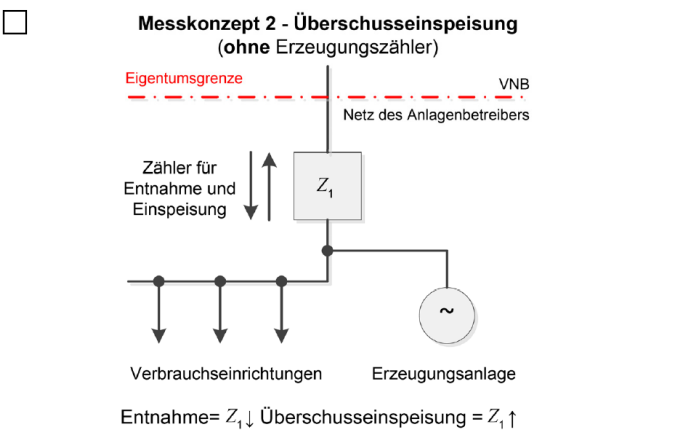 Messkonzept 2 - Überschusseinspeisung
(ohne Erzeugungszähler)
Eigentumsgrenze
VNB
Netz des Anlagenbetreibers
Zähler für
Entnahme und
Einspeisung
Z₁
~
Verbrauchseinrichtungen
Erzeugungsanlage
Entnahme= Z₁↓ Überschusseinspeisung = Z₁↑